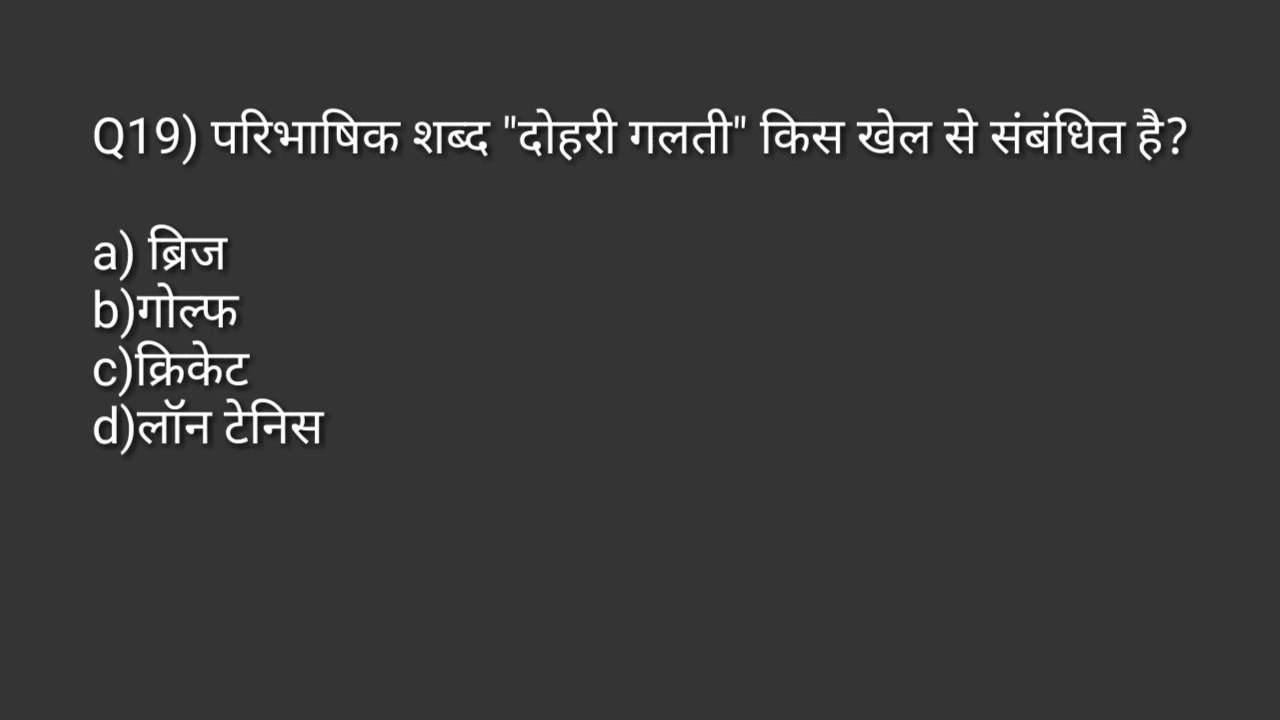 Q19) परिभाषिक शब्द "दोहरी गलती" किस खेल से संबंधित है?
a) ब्रिज
b)गोल्फ
c)क्रिकेट
d)लॉन टेनिस